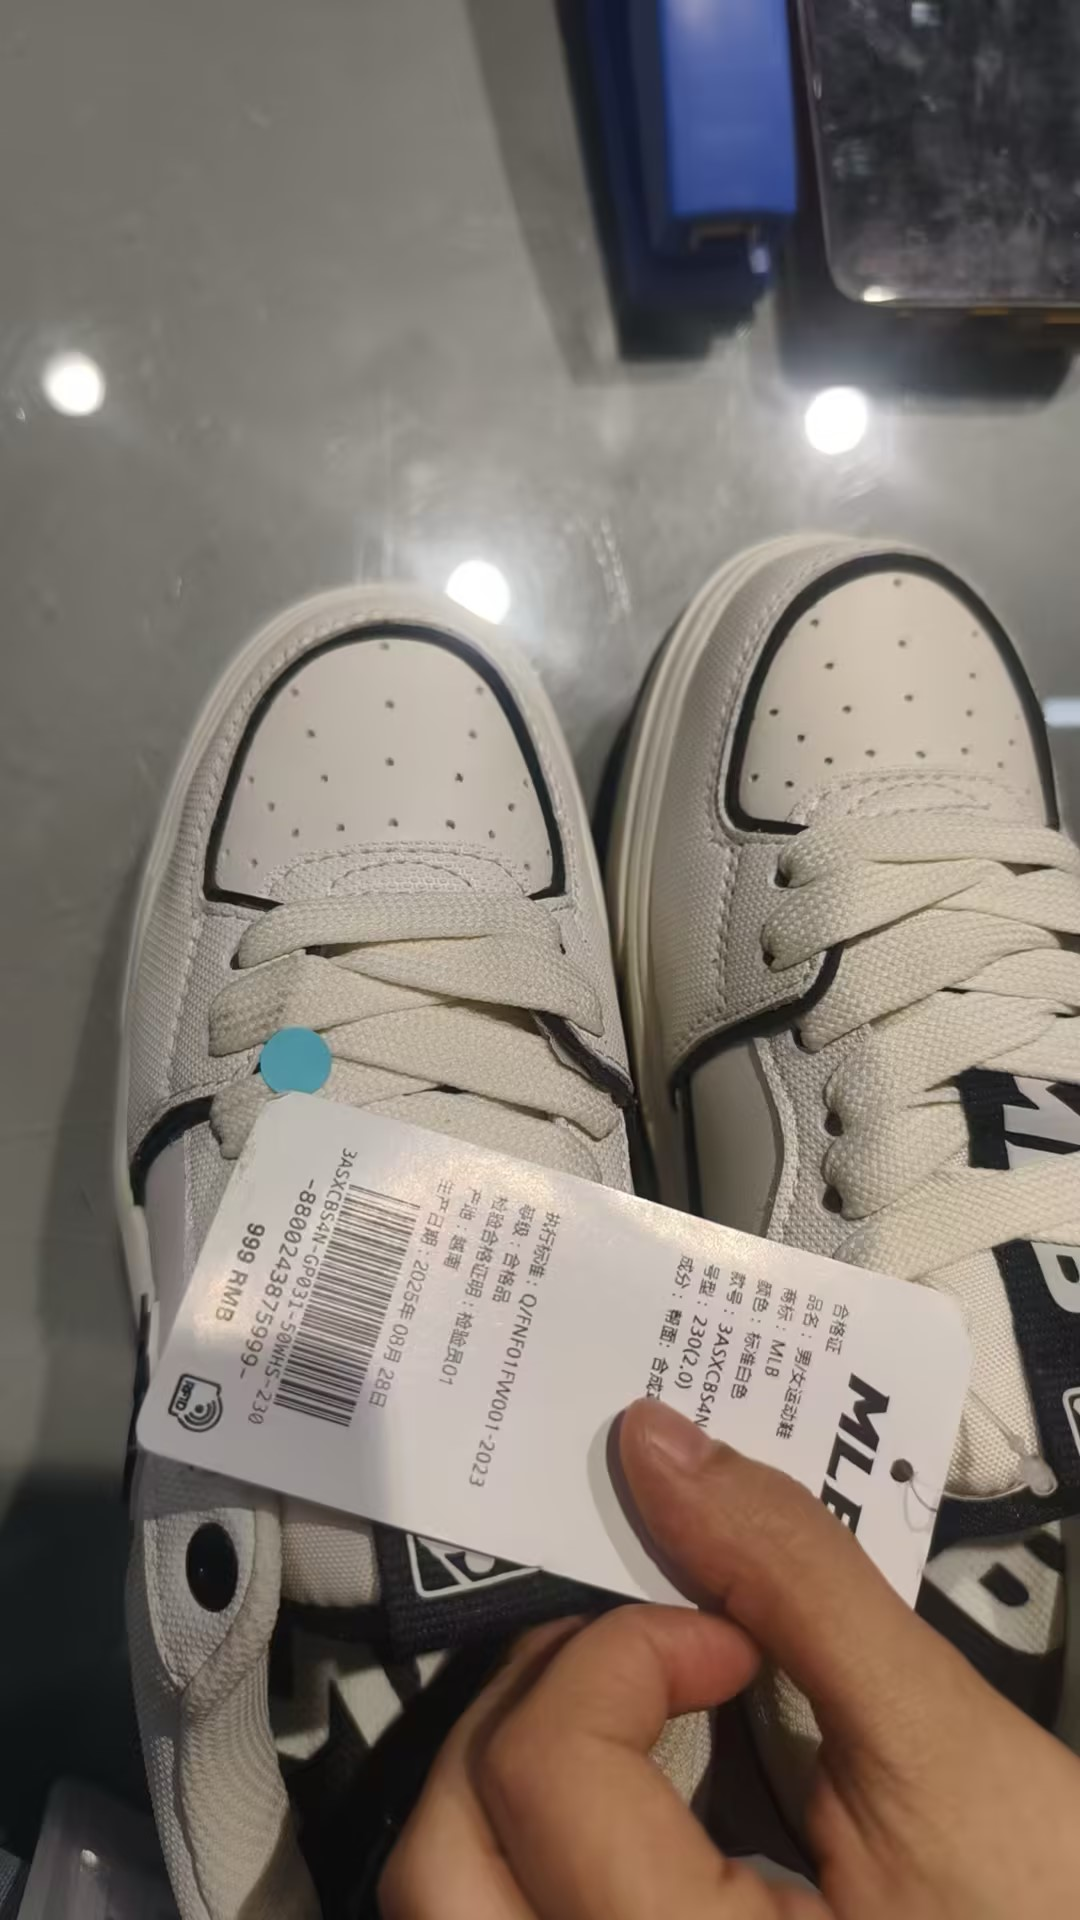 MLB
合格证
品名：男/女运动鞋
商标：MLB
颜色：标准白色
款号：3ASXCBS4N
号型：230(2.0)
成分：帮面：合成
执行标准：Q/FNF01FW001-2023
等级：合格品
检验合格证明：检验员01
产地：越南
生产日期：2025年 08月 28日
3ASXCBS4N-GP031-50WHS-230
-8800243875999-
999 RMB
RFID